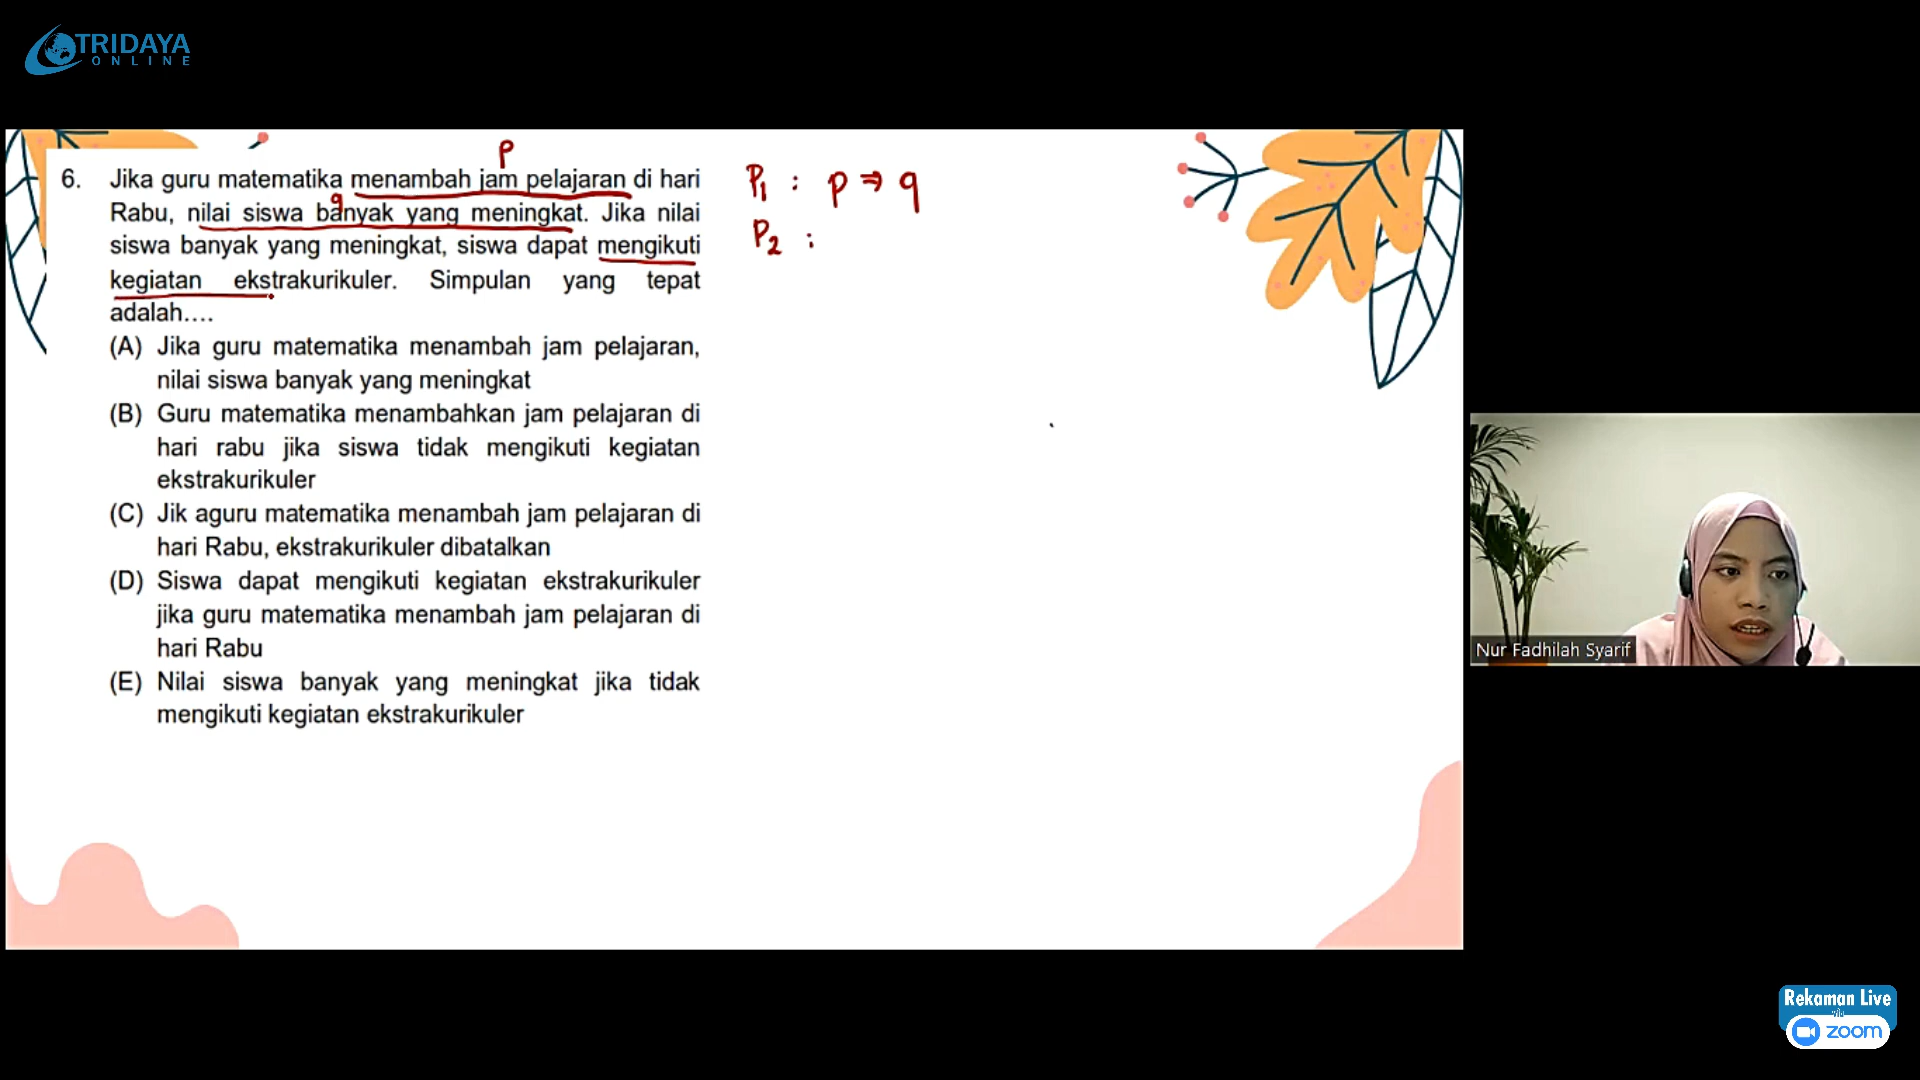 TRIDAYA
ONLINE
p
6. Jika guru matematika menambah jam pelajaran di hari
q
Rabu, nilai siswa banyak yang meningkat. Jika nilai
siswa banyak yang meningkat, siswa dapat mengikuti
kegiatan ekstrakurikuler. Simpulan yang tepat
adalah....
(A) Jika guru matematika menambah jam pelajaran,
nilai siswa banyak yang meningkat
(B) Guru matematika menambahkan jam pelajaran di
hari rabu jika siswa tidak mengikuti kegiatan
ekstrakurikuler
(C) Jik aguru matematika menambah jam pelajaran di
hari Rabu, ekstrakurikuler dibatalkan
(D) Siswa dapat mengikuti kegiatan ekstrakurikuler
jika guru matematika menambah jam pelajaran di
hari Rabu
(E) Nilai siswa banyak yang meningkat jika tidak
mengikuti kegiatan ekstrakurikuler
P₁ : p ⇒ q
P₂ :
Nur Fadhilah Syarif
Rekaman Live
via
zoom